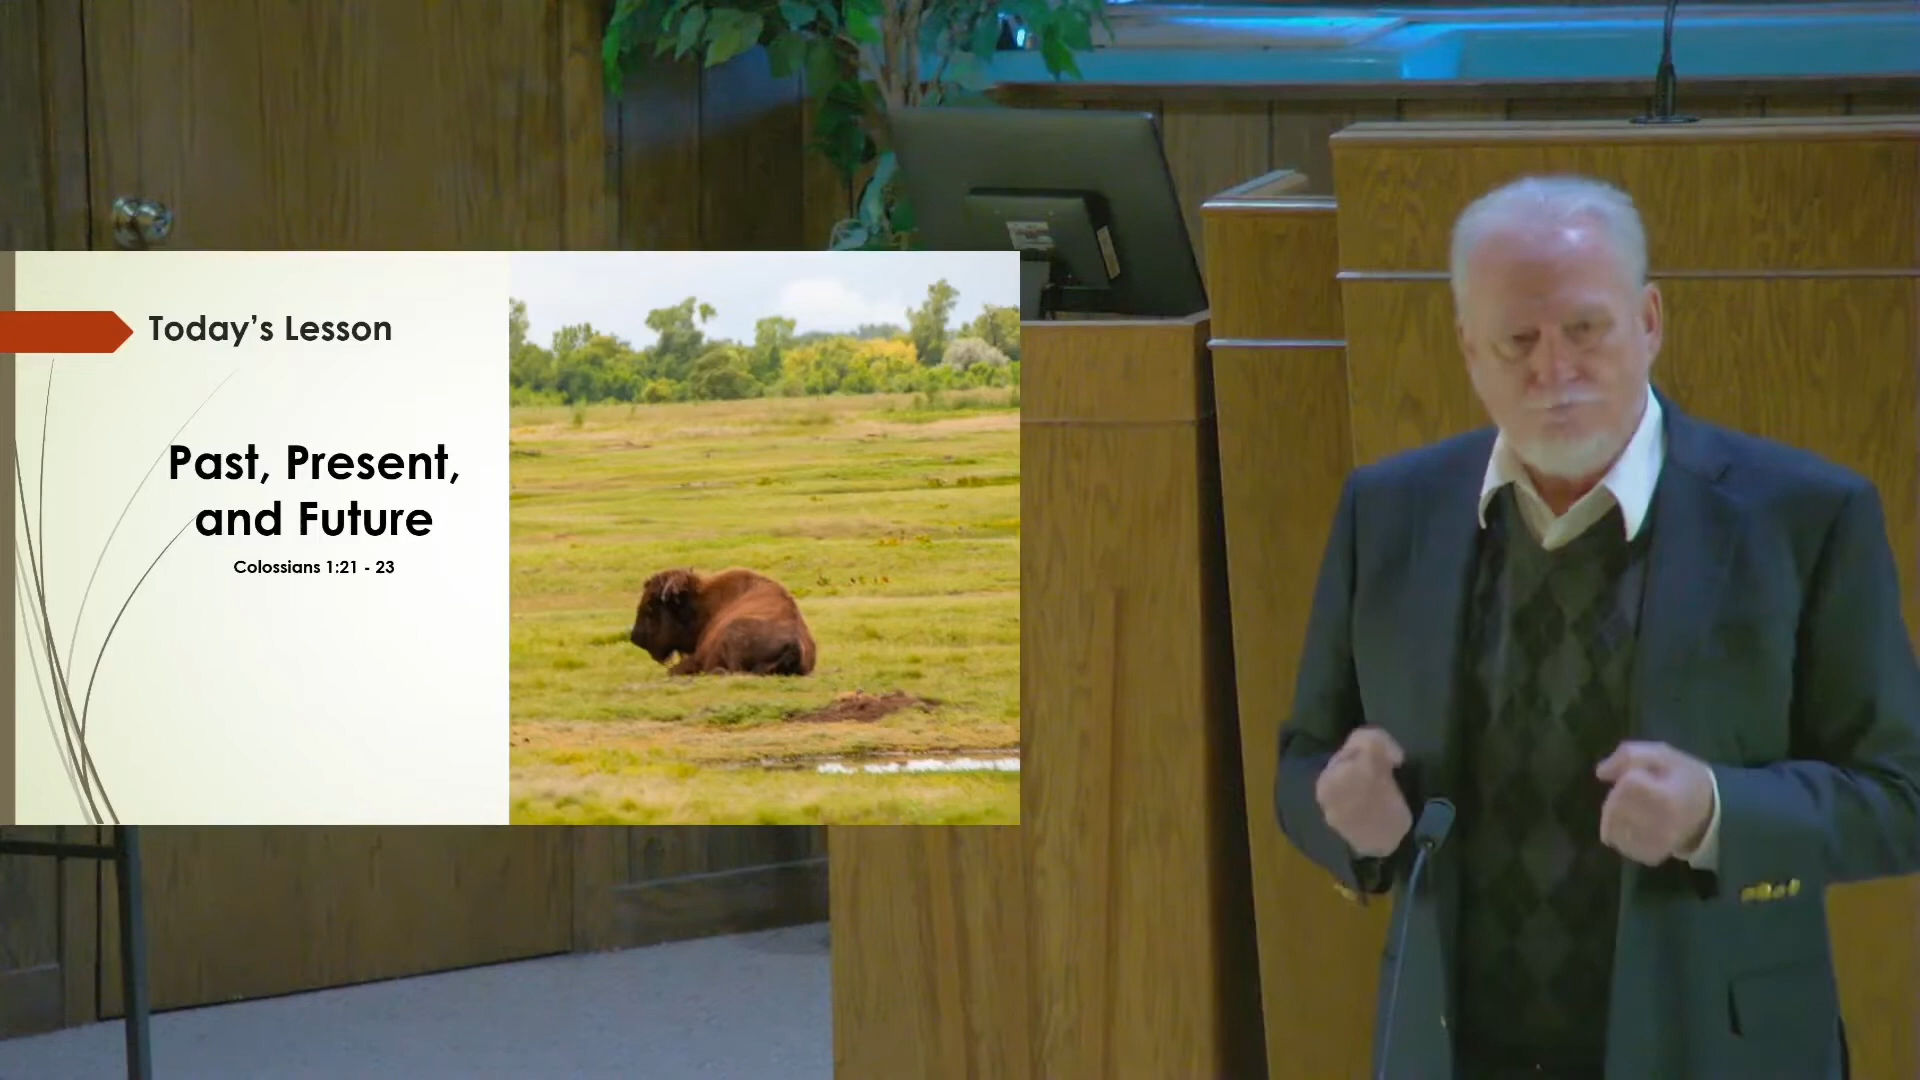 Today's Lesson
Past, Present,
and Future
Colossians 1:21 - 23